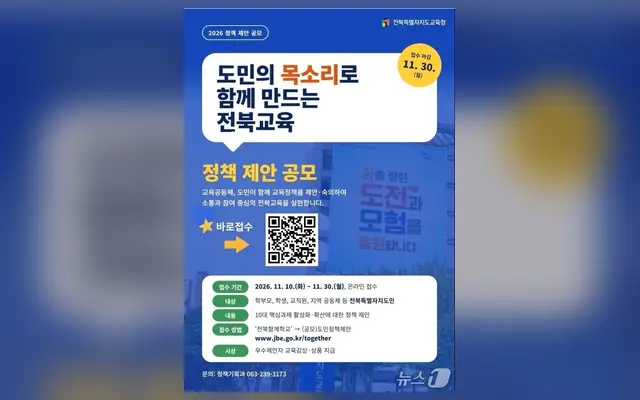 2026 정책 제안 공모
전북특별자치도교육청
접수 마감
11. 30.
(월)
도민의 목소리로
함께 만드는
전북교육
정책 제안 공모
교육공동체, 도민이 함께 교육정책을 제안·숙의하여
소통과 참여 중심의 전북교육을 실현합니다.
바로접수
꿈을 향한
도전과
모험을
응원합니다
접수 기간 2026. 11. 10.(화) ~ 11. 30.(월), 온라인 접수
대상 학부모, 학생, 교직원, 지역 공동체 등 전북특별자치도민
내용 10대 핵심과제 활성화·확산에 대한 정책 제안
접수 방법 '전북함께학교' → (공모)도민정책제안
www.jbe.go.kr/together
시상 우수제안자 교육감상·상품 지급
문의: 정책기획과 063-239-3173
뉴스1